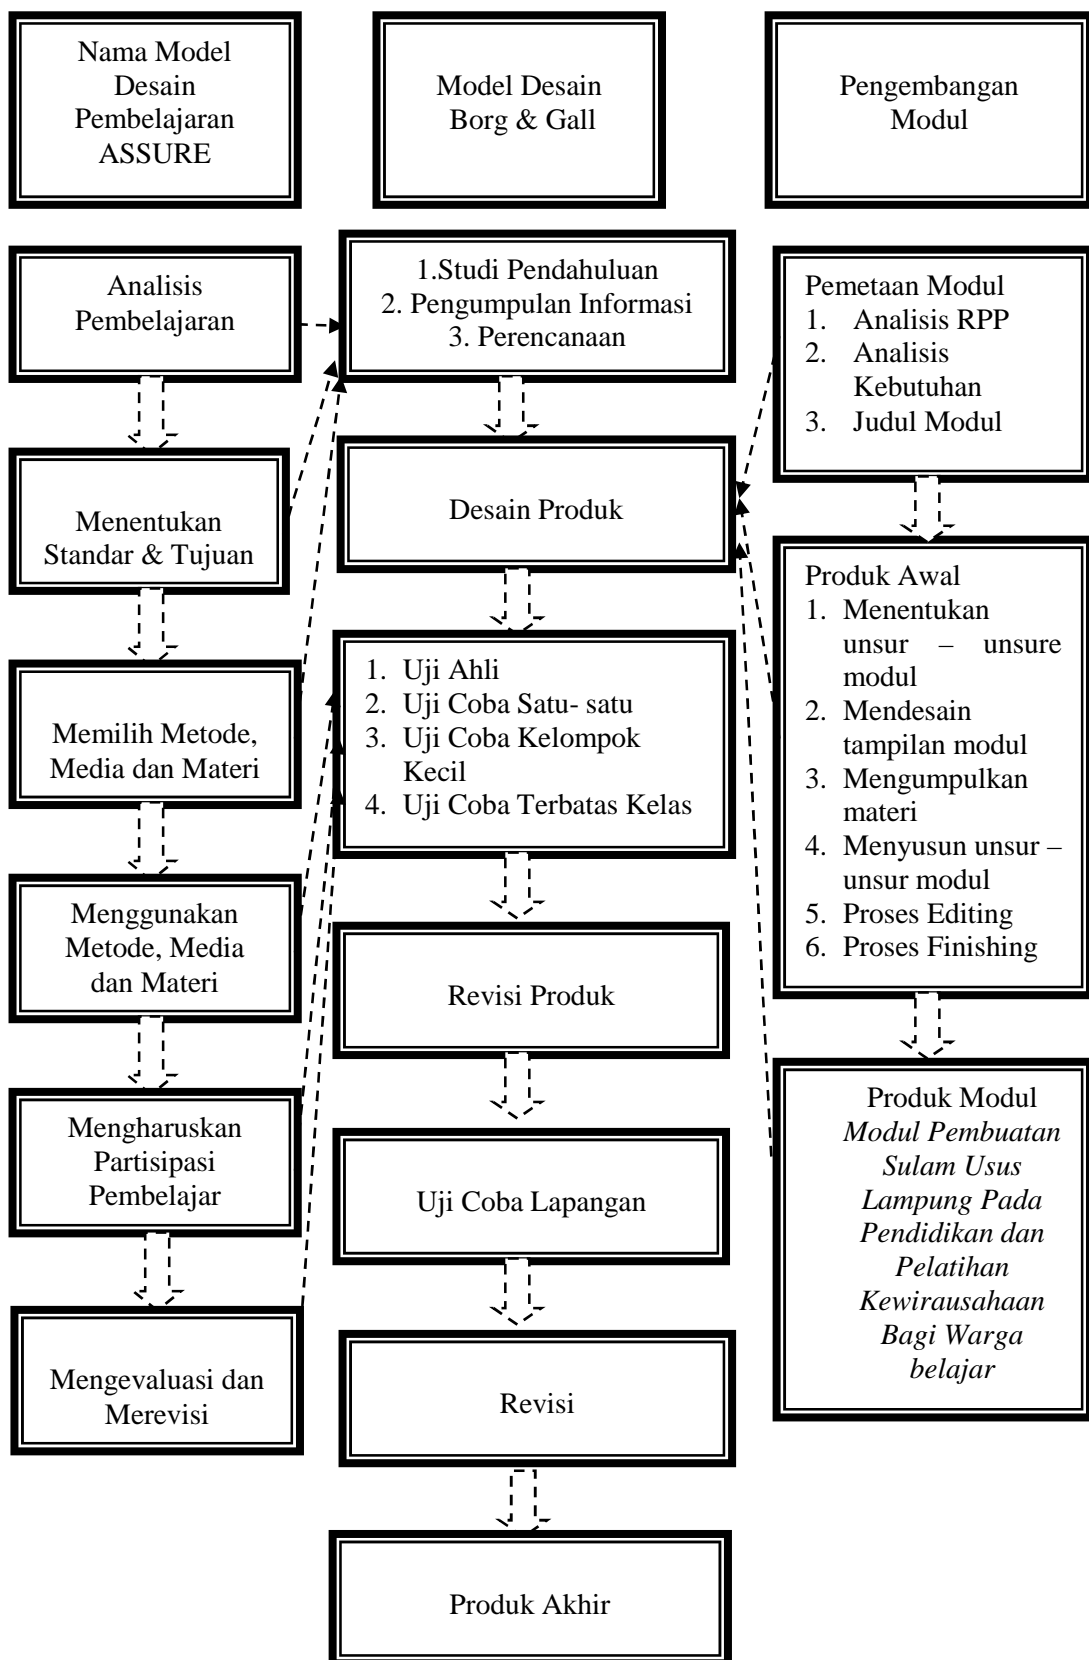 Nama Model
Desain
Pembelajaran
ASSURE
Model Desain
Borg & Gall
Pengembangan
Modul
Analisis
Pembelajaran
Menentukan
Standar & Tujuan
Memilih Metode,
Media dan Materi
Menggunakan
Metode, Media
dan Materi
Mengharuskan
Partisipasi
Pembelajar
Mengevaluasi dan
Merevisi
1.Studi Pendahuluan
2. Pengumpulan Informasi
3. Perencanaan
Desain Produk
1. Uji Ahli
2. Uji Coba Satu- satu
3. Uji Coba Kelompok
Kecil
4. Uji Coba Terbatas Kelas
Revisi Produk
Uji Coba Lapangan
Revisi
Produk Akhir
Pemetaan Modul
1. Analisis RPP
2. Analisis
Kebutuhan
3. Judul Modul
Produk Awal
1. Menentukan
unsur – unsure
modul
2. Mendesain
tampilan modul
3. Mengumpulkan
materi
4. Menyusun unsur –
unsur modul
5. Proses Editing
6. Proses Finishing
Produk Modul
Modul Pembuatan
Sulam Usus
Lampung Pada
Pendidikan dan
Pelatihan
Kewirausahaan
Bagi Warga
belajar